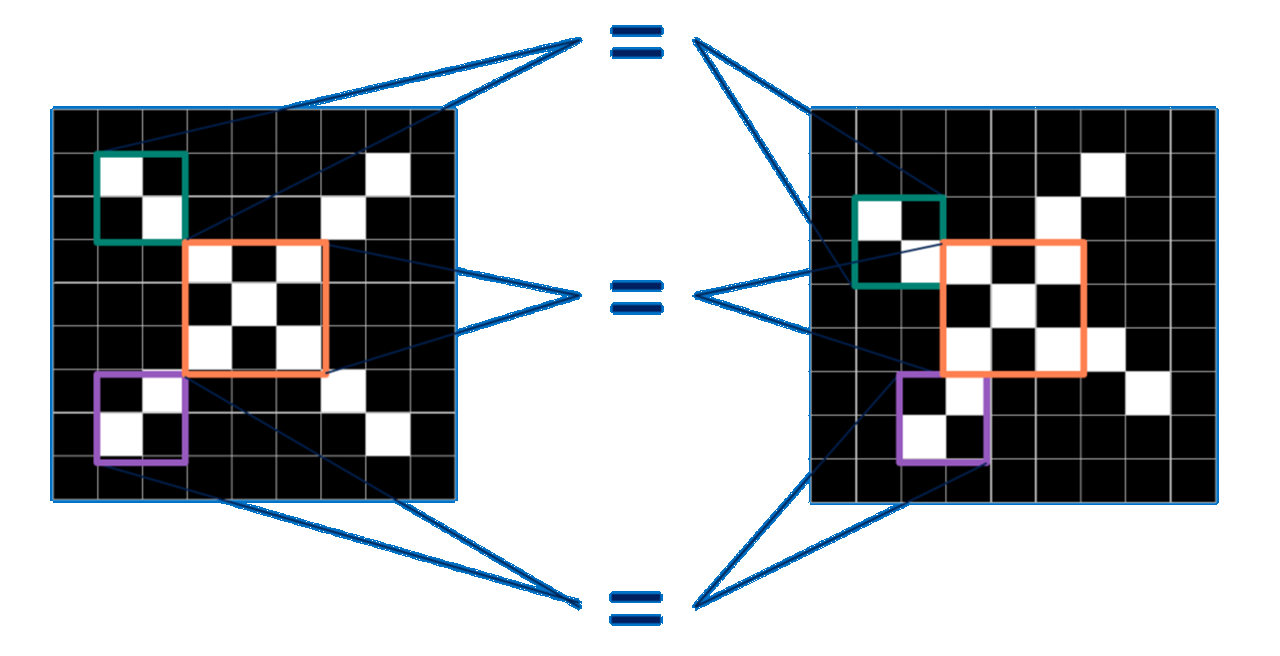 =
=
=